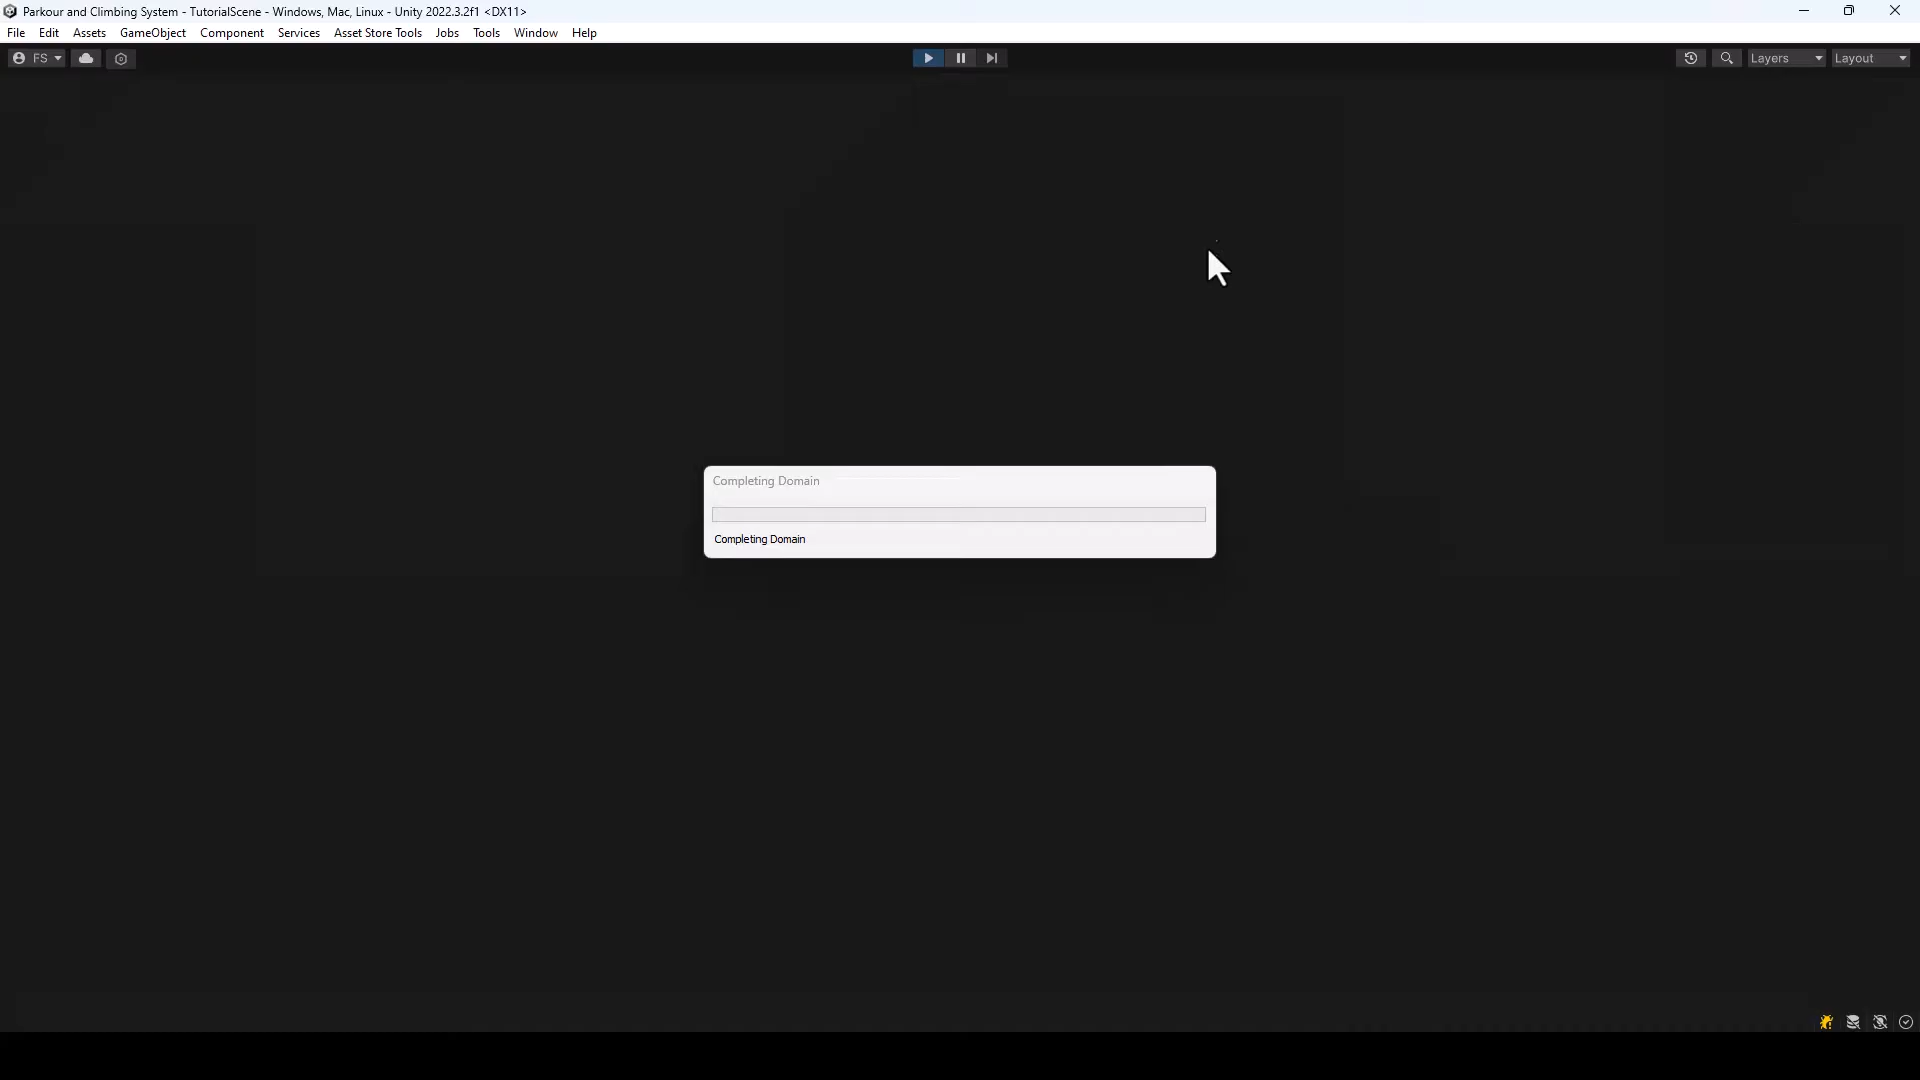 Parkour and Climbing System - TutorialScene - Windows, Mac, Linux - Unity 2022.3.2f1 <DX11>
File Edit Assets GameObject Component Services Asset Store Tools Jobs Tools Window Help
FS Layers Layout
Completing Domain
Completing Domain